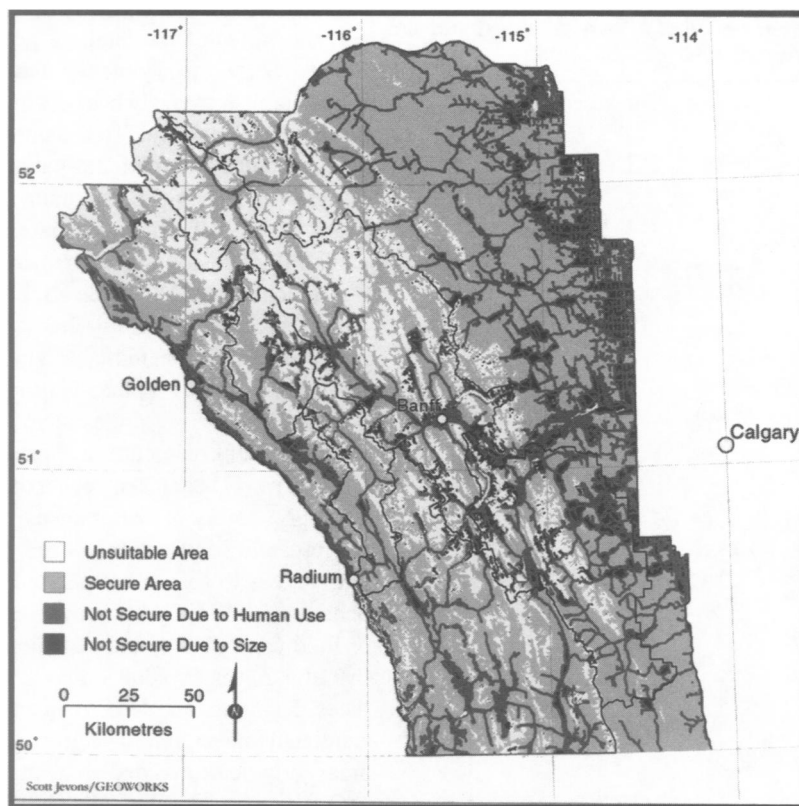 -117°
-116°
-115°
-114°
52°
Golden
Banff
Calgary
51°
Unsuitable Area
Secure Area
Radium
Not Secure Due to Human Use
Not Secure Due to Size
0 25 50
Kilometres
N
50°
Scott Jevons/GEOWORKS